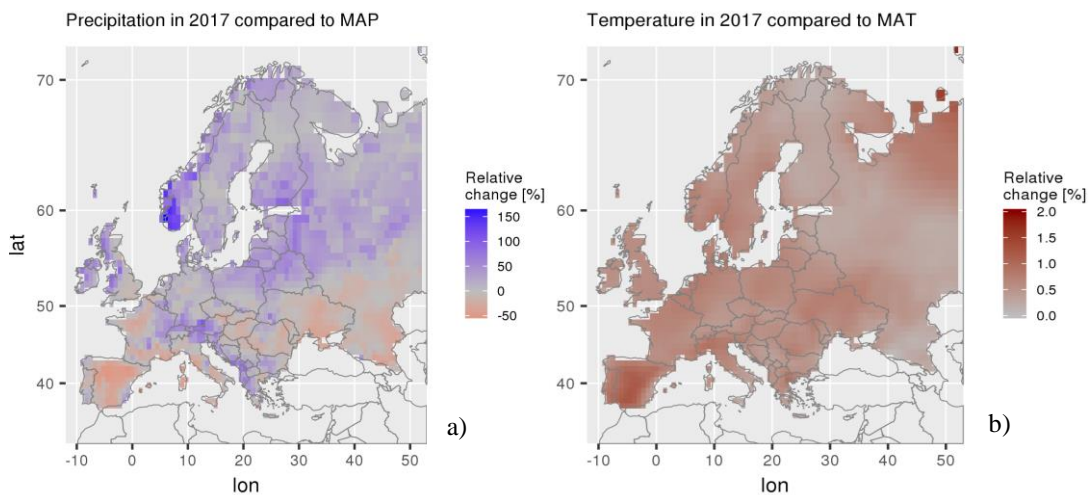 Precipitation in 2017 compared to MAP
70
60
50
40
lat
-10 0 10 20 30 40 50
lon
Relative
change [%]
150
100
50
0
-50
a)
Temperature in 2017 compared to MAT
70
60
50
40
-10 0 10 20 30 40 50
lon
Relative
change [%]
2.0
1.5
1.0
0.5
0.0
b)